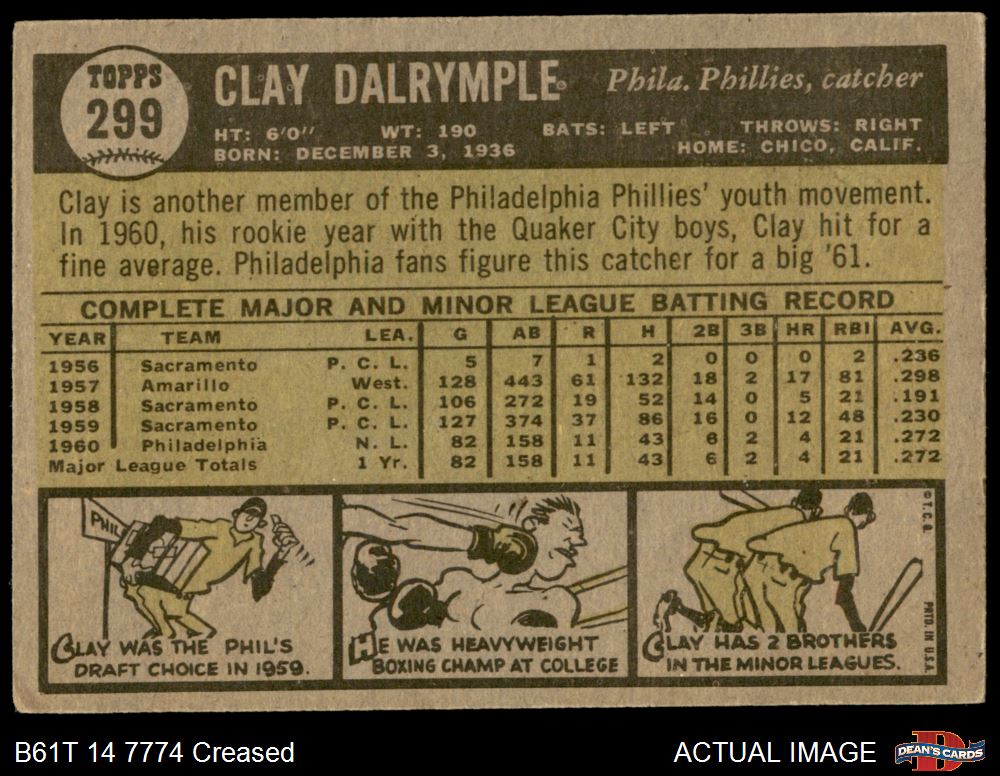 TOPPS
299
CLAY DALRYMPLE Phila. Phillies, catcher
HT: 6'0" WT: 190 BATS: LEFT THROWS: RIGHT
BORN: DECEMBER 3, 1936 HOME: CHICO, CALIF.
Clay is another member of the Philadelphia Phillies' youth movement.
In 1960, his rookie year with the Quaker City boys, Clay hit for a
fine average. Philadelphia fans figure this catcher for a big '61.
COMPLETE MAJOR AND MINOR LEAGUE BATTING RECORD
YEAR TEAM LEA. G AB R H 2B 3B HR RBI AVG.
1956 Sacramento P. C. L. 5 7 1 2 0 0 0 2 .236
1957 Amarillo West. 128 443 61 132 18 2 17 81 .298
1958 Sacramento P. C. L. 106 272 19 52 14 0 5 21 .191
1959 Sacramento P. C. L. 127 374 37 86 16 0 12 48 .230
1960 Philadelphia N. L. 82 158 11 43 6 2 4 21 .272
Major League Totals 1 Yr. 82 158 11 43 6 2 4 21 .272
PHIL
CLAY WAS THE PHIL'S
DRAFT CHOICE IN 1959.
HE WAS HEAVYWEIGHT
BOXING CHAMP AT COLLEGE
CLAY HAS 2 BROTHERS
IN THE MINOR LEAGUES.
© T.C.G. PRTD. IN U.S.A.
B61T 14 7774 Creased ACTUAL IMAGE
DEAN'S CARDS